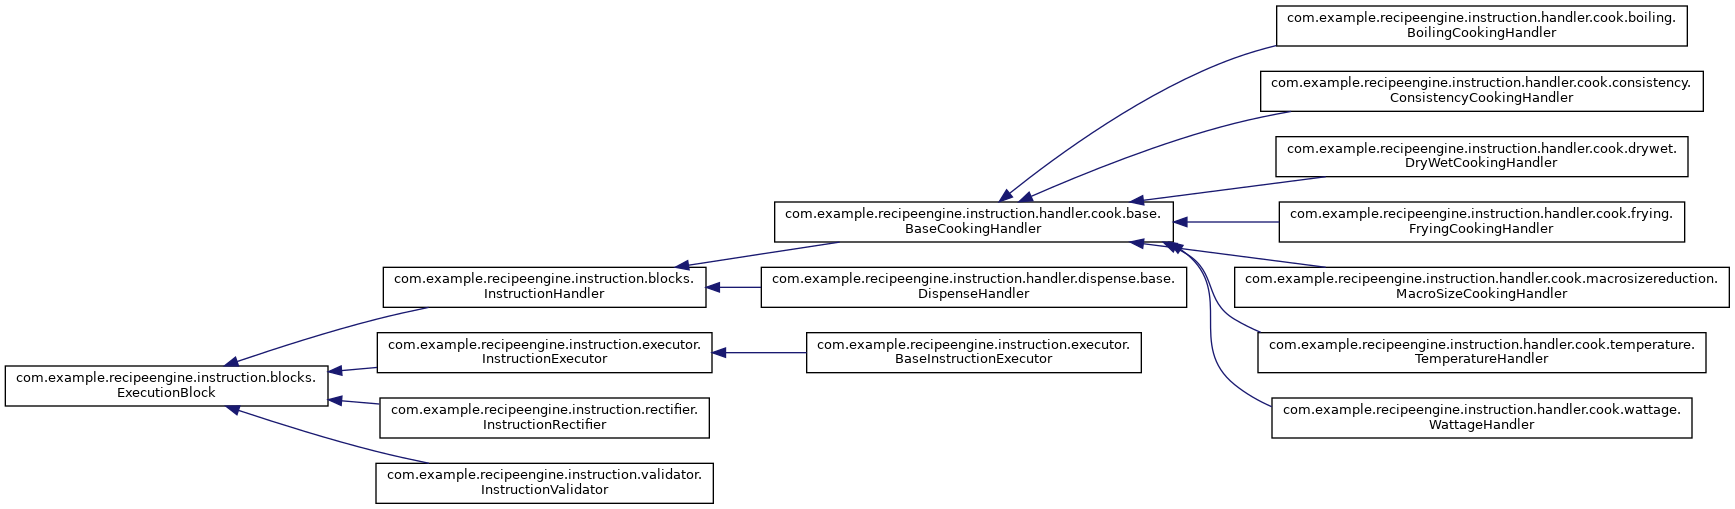 com.example.recipeengine.instruction.handler.cook.boiling.
BoilingCookingHandler
com.example.recipeengine.instruction.handler.cook.consistency.
ConsistencyCookingHandler
com.example.recipeengine.instruction.handler.cook.drywet.
DryWetCookingHandler
com.example.recipeengine.instruction.handler.cook.base.
BaseCookingHandler
com.example.recipeengine.instruction.handler.cook.frying.
FryingCookingHandler
com.example.recipeengine.instruction.blocks.
InstructionHandler
com.example.recipeengine.instruction.handler.dispense.base.
DispenseHandler
com.example.recipeengine.instruction.handler.cook.macrosizereduction.
MacroSizeCookingHandler
com.example.recipeengine.instruction.executor.
InstructionExecutor
com.example.recipeengine.instruction.executor.
BaseInstructionExecutor
com.example.recipeengine.instruction.handler.cook.temperature.
TemperatureHandler
com.example.recipeengine.instruction.blocks.
ExecutionBlock
com.example.recipeengine.instruction.rectifier.
InstructionRectifier
com.example.recipeengine.instruction.handler.cook.wattage.
WattageHandler
com.example.recipeengine.instruction.validator.
InstructionValidator